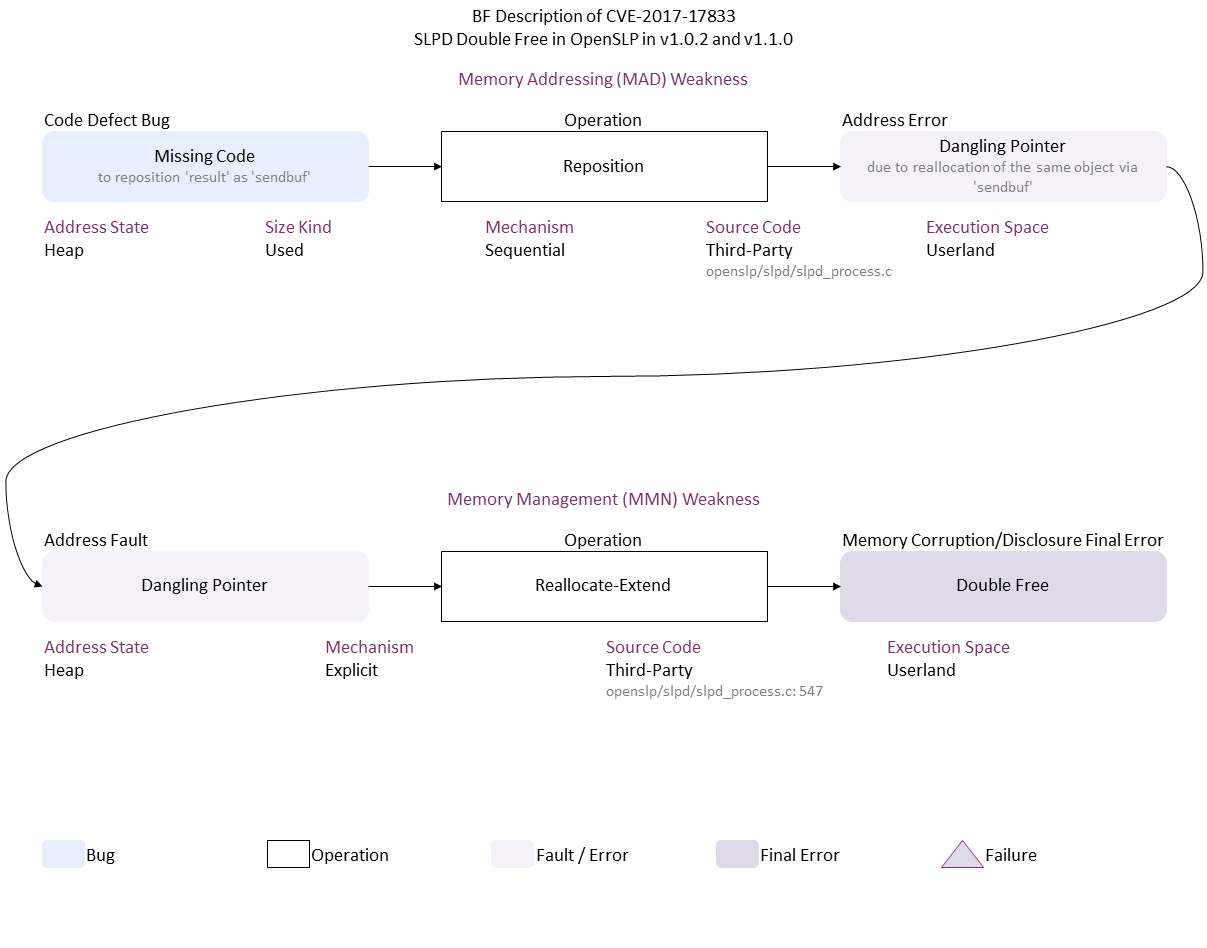 BF Description of CVE-2017-17833
SLPD Double Free in OpenSLP in v1.0.2 and v1.1.0
Memory Addressing (MAD) Weakness
Code Defect Bug
Operation
Address Error
Missing Code
to reposition 'result' as 'sendbuf'
Reposition
Dangling Pointer
due to reallocation of the same object via
'sendbuf'
Address State
Size Kind
Mechanism
Source Code
Execution Space
Heap
Used
Sequential
Third-Party
Userland
openslp/slpd/slpd_process.c
Memory Management (MMN) Weakness
Address Fault
Operation
Memory Corruption/Disclosure Final Error
Dangling Pointer
Reallocate-Extend
Double Free
Address State
Mechanism
Source Code
Execution Space
Heap
Explicit
Third-Party
Userland
openslp/slpd/slpd_process.c: 547
Bug
Operation
Fault / Error
Final Error
Failure